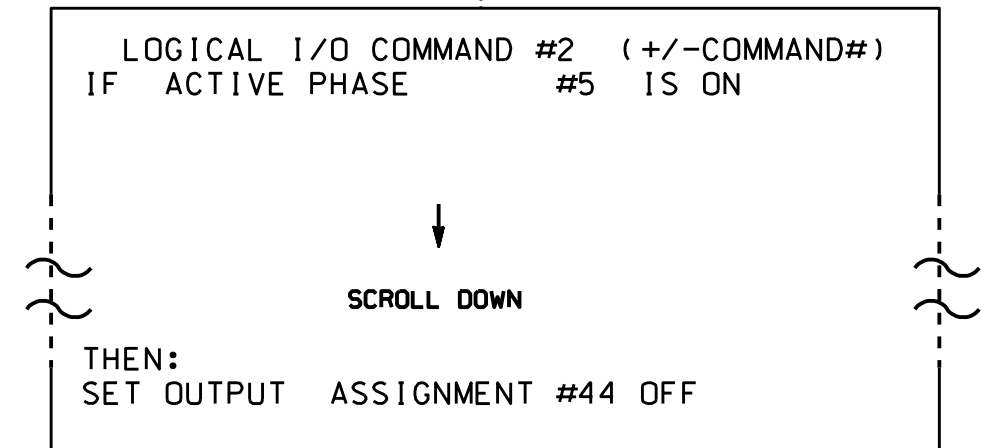 LOGICAL I/O COMMAND #2 (+/-COMMAND#)
IF ACTIVE PHASE #5 IS ON
SCROLL DOWN
THEN:
SET OUTPUT ASSIGNMENT #44 OFF